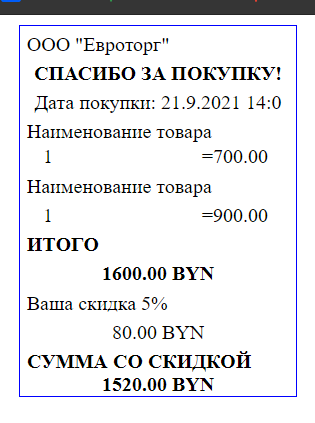 ООО "Евроторг"
СПАСИБО ЗА ПОКУПКУ!
Дата покупки: 21.9.2021 14:0
Наименование товара
1 =700.00
Наименование товара
1 =900.00
ИТОГО
1600.00 BYN
Ваша скидка 5%
80.00 BYN
СУММА СО СКИДКОЙ
1520.00 BYN